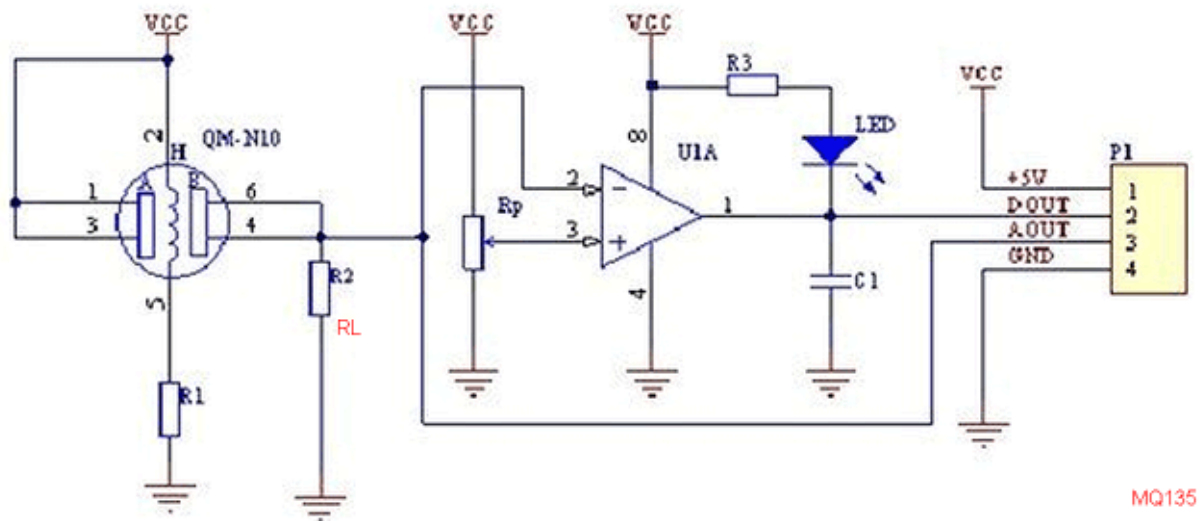 VCC
VCC
VCC
R3
VCC
2
QM-N10
H
8
LED
U1A
P1
A
B
1
6
2
-
+5V
1
Rp
1
DOUT
2
3
4
3
+
AOUT
3
GND
4
R2
4
C1
5
RL
R1
MQ135